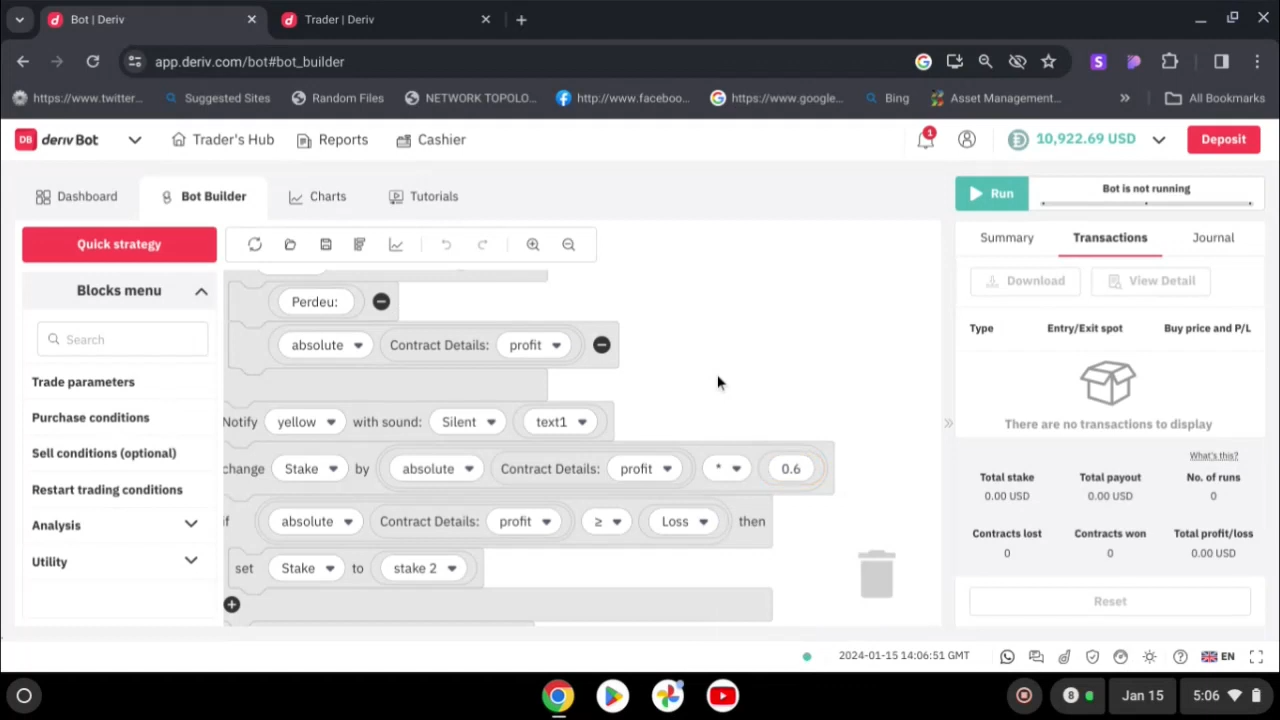 Bot | Deriv
Trader | Deriv
app.deriv.com/bot#bot_builder
https://www.twitter...
Suggested Sites
Random Files
NETWORK TOPOLO...
http://www.faceboo...
https://www.google...
Bing
Asset Management...
»
All Bookmarks
DB deriv Bot
Trader's Hub
Reports
Cashier
1
10,922.69 USD
Deposit
Dashboard
Bot Builder
Charts
Tutorials
Run
Bot is not running
Quick strategy
Summary
Transactions
Journal
Blocks menu
Download
View Detail
Search
Perdeu:
Type
Entry/Exit spot
Buy price and P/L
absolute
Contract Details:
profit
Trade parameters
Purchase conditions
Notify yellow with sound: Silent text1
There are no transactions to display
Sell conditions (optional)
change Stake by absolute Contract Details: profit * 0.6
What's this?
Restart trading conditions
Total stake
0.00 USD
Total payout
0.00 USD
No. of runs
0
Analysis
if absolute Contract Details: profit ≥ Loss then
Contracts lost
0
Contracts won
0
Total profit/loss
0.00 USD
Utility
set Stake to stake 2
Reset
2024-01-15 14:06:51 GMT
EN
8
Jan 15
5:06